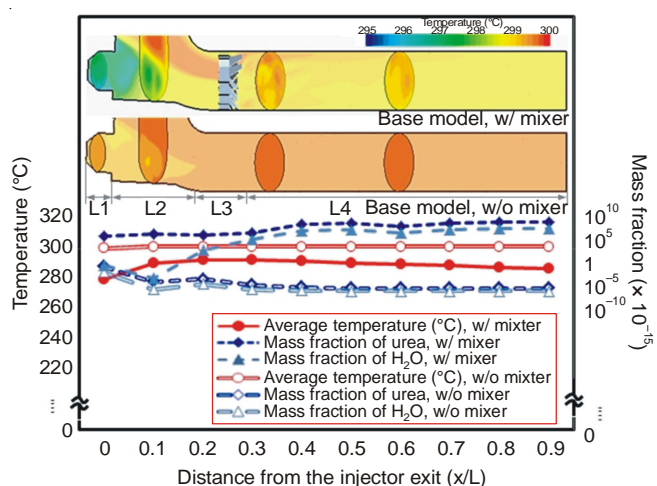 Temperature (°C)
295 296 297 298 299 300
Base model, w/ mixer
L1 L2 L3 L4 Base model, w/o mixer
Temperature (°C)
320
300
280
260
240
220
0
Mass fraction (× 10⁻¹⁵)
10¹⁰
10⁵
1
10⁻⁵
10⁻¹⁰
0
Average temperature (°C), w/ mixter
Mass fraction of urea, w/ mixer
Mass fraction of H₂O, w/ mixer
Average temperature (°C), w/o mixter
Mass fraction of urea, w/o mixer
Mass fraction of H₂O, w/o mixer
0 0.1 0.2 0.3 0.4 0.5 0.6 0.7 0.8 0.9
Distance from the injector exit (x/L)